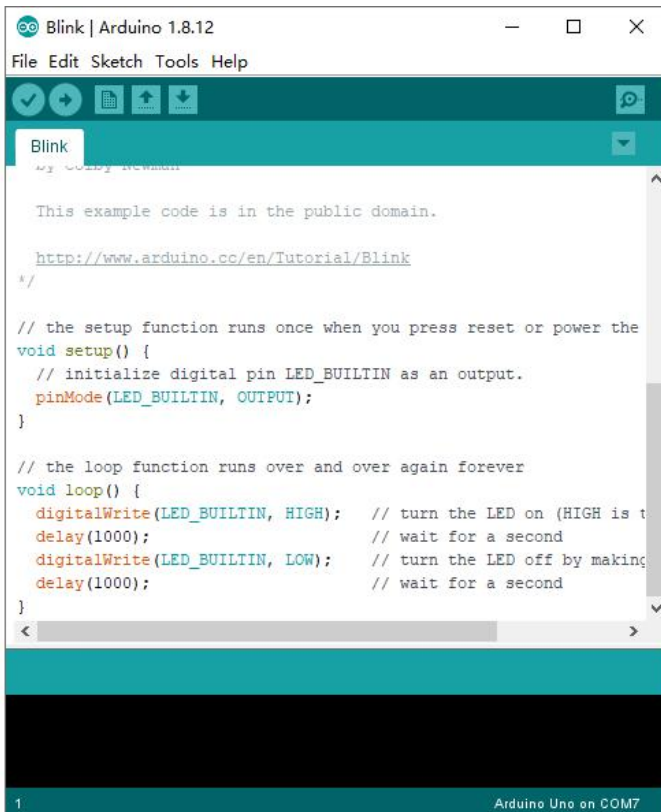 Blink | Arduino 1.8.12
File Edit Sketch Tools Help
Blink
by Colby Newman
This example code is in the public domain.
http://www.arduino.cc/en/Tutorial/Blink
*/
// the setup function runs once when you press reset or power the
void setup() {
// initialize digital pin LED_BUILTIN as an output.
pinMode(LED_BUILTIN, OUTPUT);
}
// the loop function runs over and over again forever
void loop() {
digitalWrite(LED_BUILTIN, HIGH);   // turn the LED on (HIGH is t
delay(1000);                       // wait for a second
digitalWrite(LED_BUILTIN, LOW);    // turn the LED off by making
delay(1000);                       // wait for a second
}
1 Arduino Uno on COM7